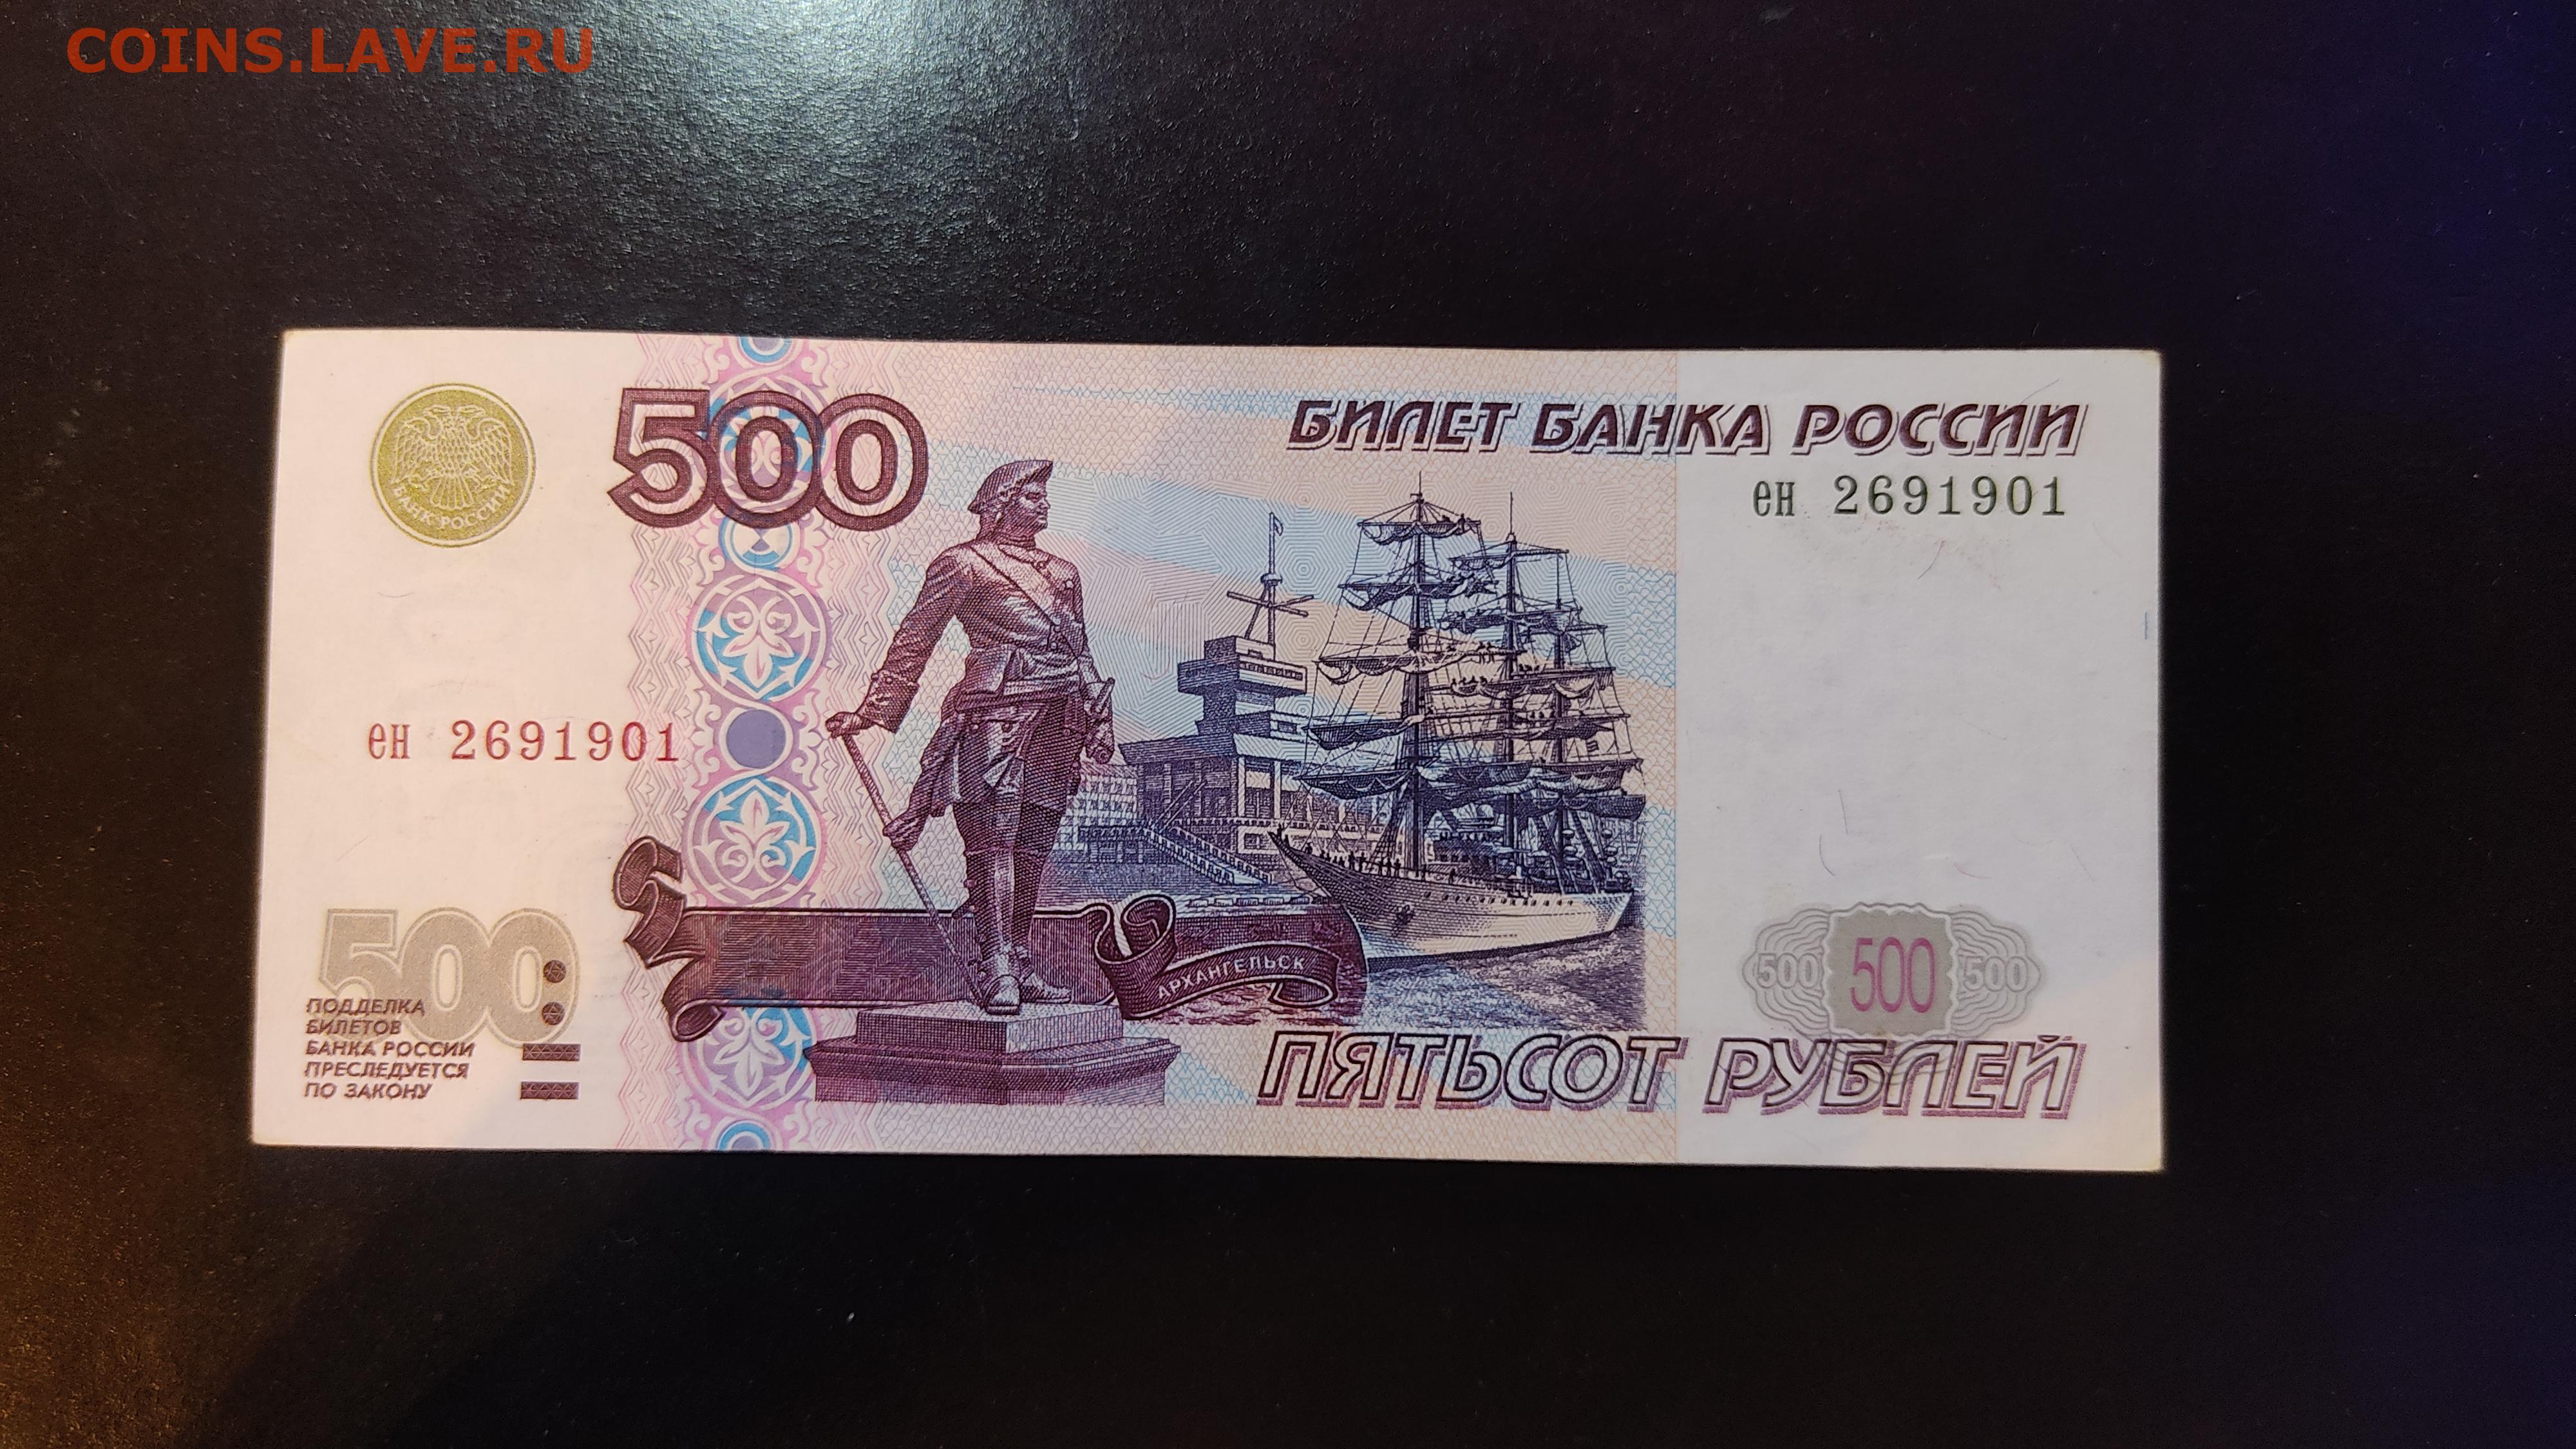 COINS.LAVE.RU
500
БИЛЕТ БАНКА РОССИИ
ен 2691901
БАНК РОССИИ
ен 2691901
АРХАНГЕЛЬСК
500
500 500 500
ПОДДЕЛКА
БИЛЕТОВ
БАНКА РОССИИ
ПРЕСЛЕДУЕТСЯ
ПО ЗАКОНУ
ПЯТЬСОТ РУБЛЕЙ